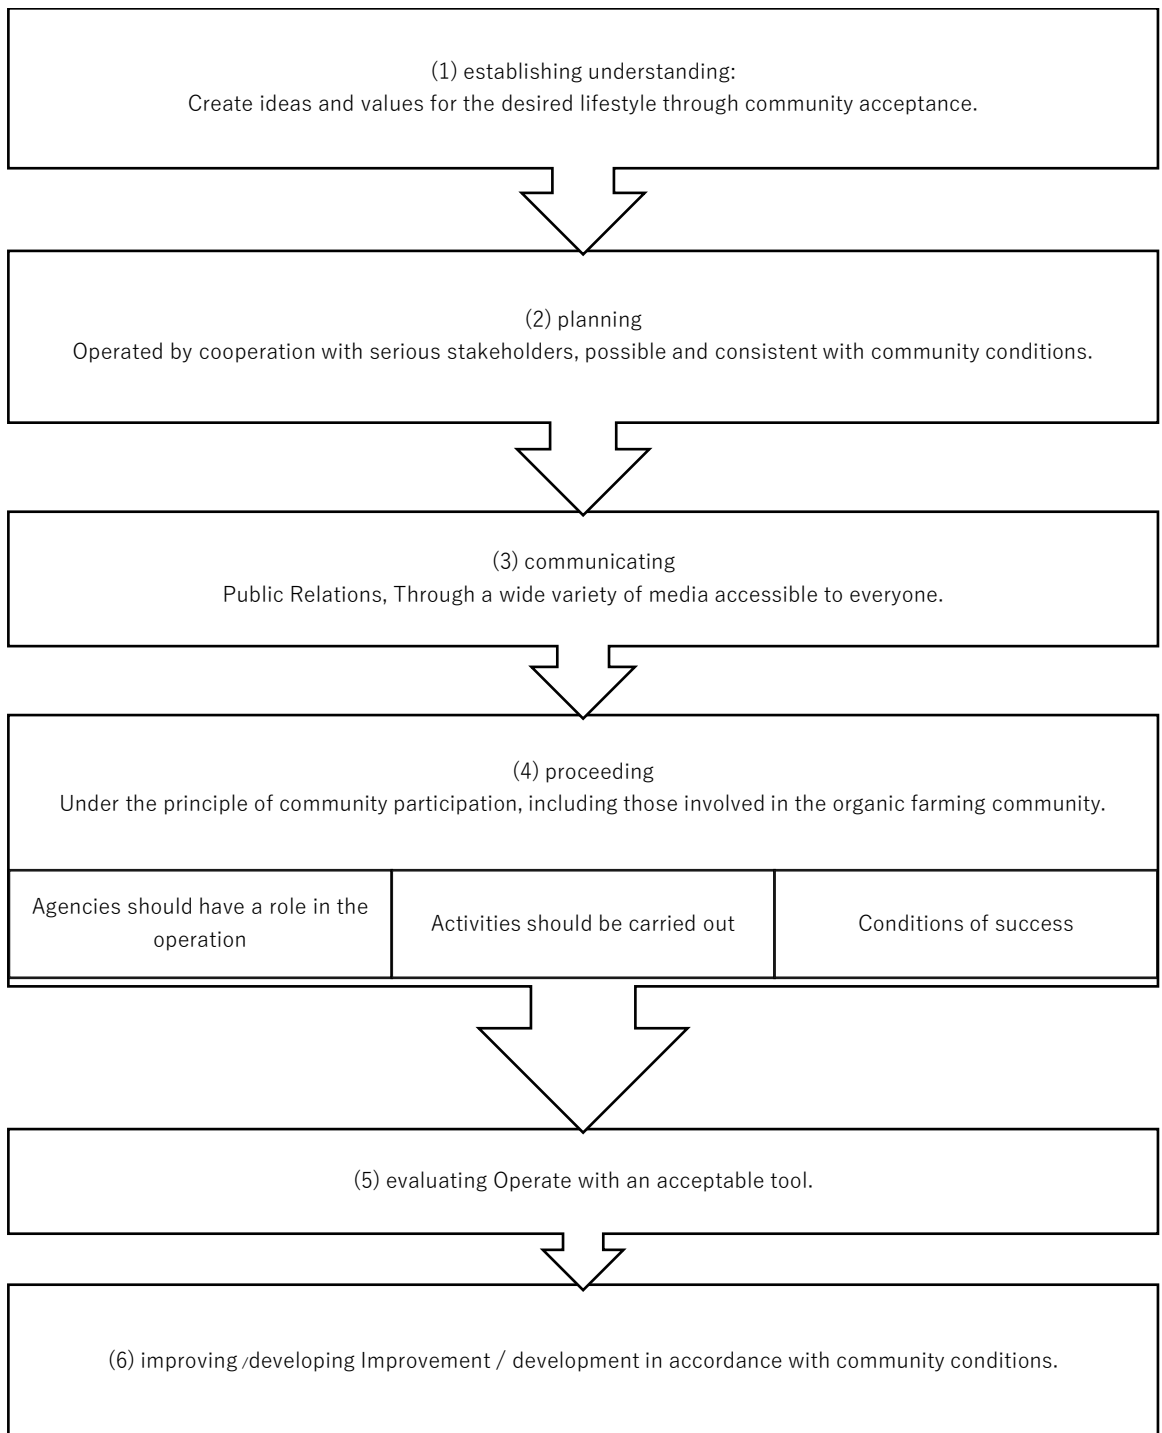 (1) establishing understanding:
Create ideas and values for the desired lifestyle through community acceptance.
(2) planning
Operated by cooperation with serious stakeholders, possible and consistent with community conditions.
(3) communicating
Public Relations, Through a wide variety of media accessible to everyone.
(4) proceeding
Under the principle of community participation, including those involved in the organic farming community.
Agencies should have a role in the
operation
Activities should be carried out
Conditions of success
(5) evaluating Operate with an acceptable tool.
(6) improving /developing Improvement / development in accordance with community conditions.